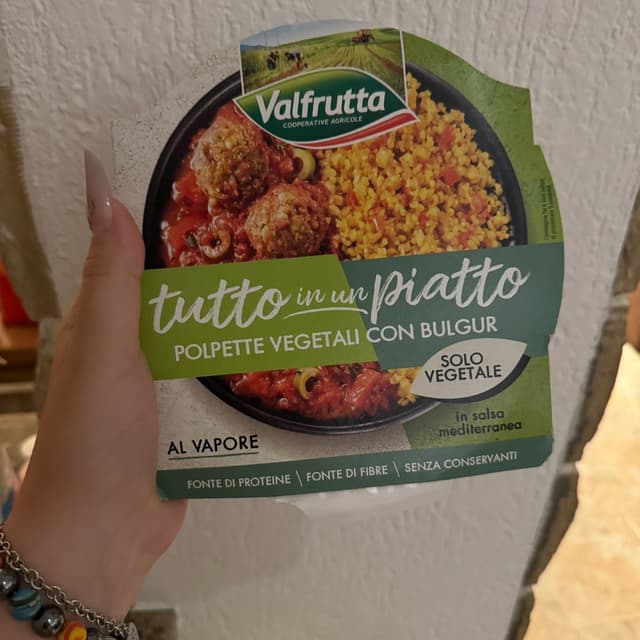 Valfrutta
COOPERATIVE AGRICOLE
tutto in un piatto
POLPETTE VEGETALI CON BULGUR
SOLO
VEGETALE
in salsa
mediterranea
AL VAPORE
FONTE DI PROTEINE \ FONTE DI FIBRE \ SENZA CONSERVANTI